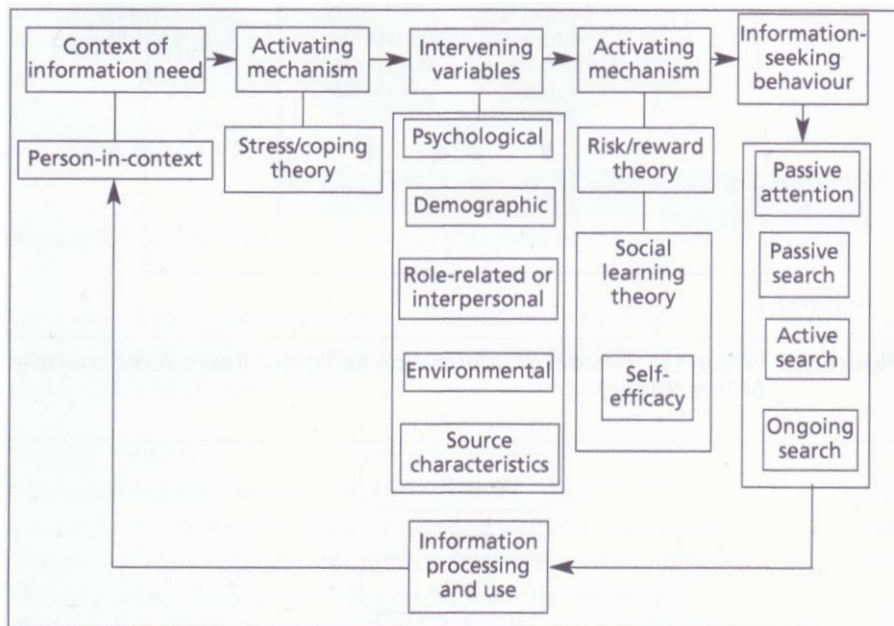 Context of
information need
Activating
mechanism
Intervening
variables
Activating
mechanism
Information-
seeking
behaviour
Person-in-context
Stress/coping
theory
Psychological
Demographic
Role-related or
interpersonal
Environmental
Source
characteristics
Risk/reward
theory
Social
learning
theory
Self-
efficacy
Passive
attention
Passive
search
Active
search
Ongoing
search
Information
processing
and use